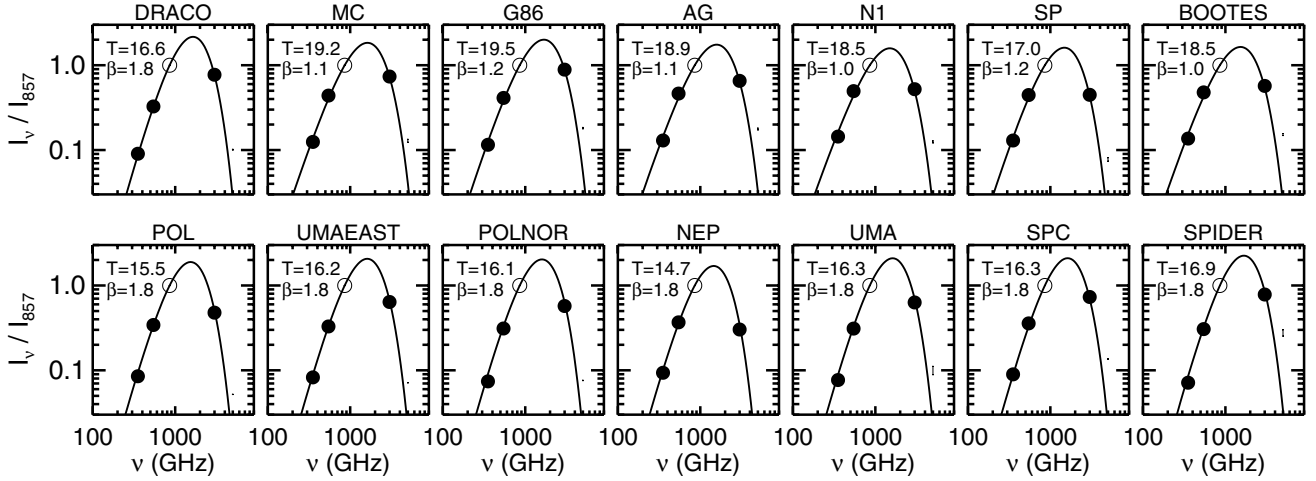 DRACO MC G86 AG N1 SP BOOTES
T=16.6 T=19.2 T=19.5 T=18.9 T=18.5 T=17.0 T=18.5
β=1.8 β=1.1 β=1.2 β=1.1 β=1.0 β=1.2 β=1.0
1.0
0.1
Iν / I857
POL UMAEAST POLNOR NEP UMA SPC SPIDER
T=15.5 T=16.2 T=16.1 T=14.7 T=16.3 T=16.3 T=16.9
β=1.8 β=1.8 β=1.8 β=1.8 β=1.8 β=1.8 β=1.8
1.0
0.1
Iν / I857
100 1000 100 1000 100 1000 100 1000 100 1000 100 1000 100 1000
ν (GHz) ν (GHz) ν (GHz) ν (GHz) ν (GHz) ν (GHz) ν (GHz)